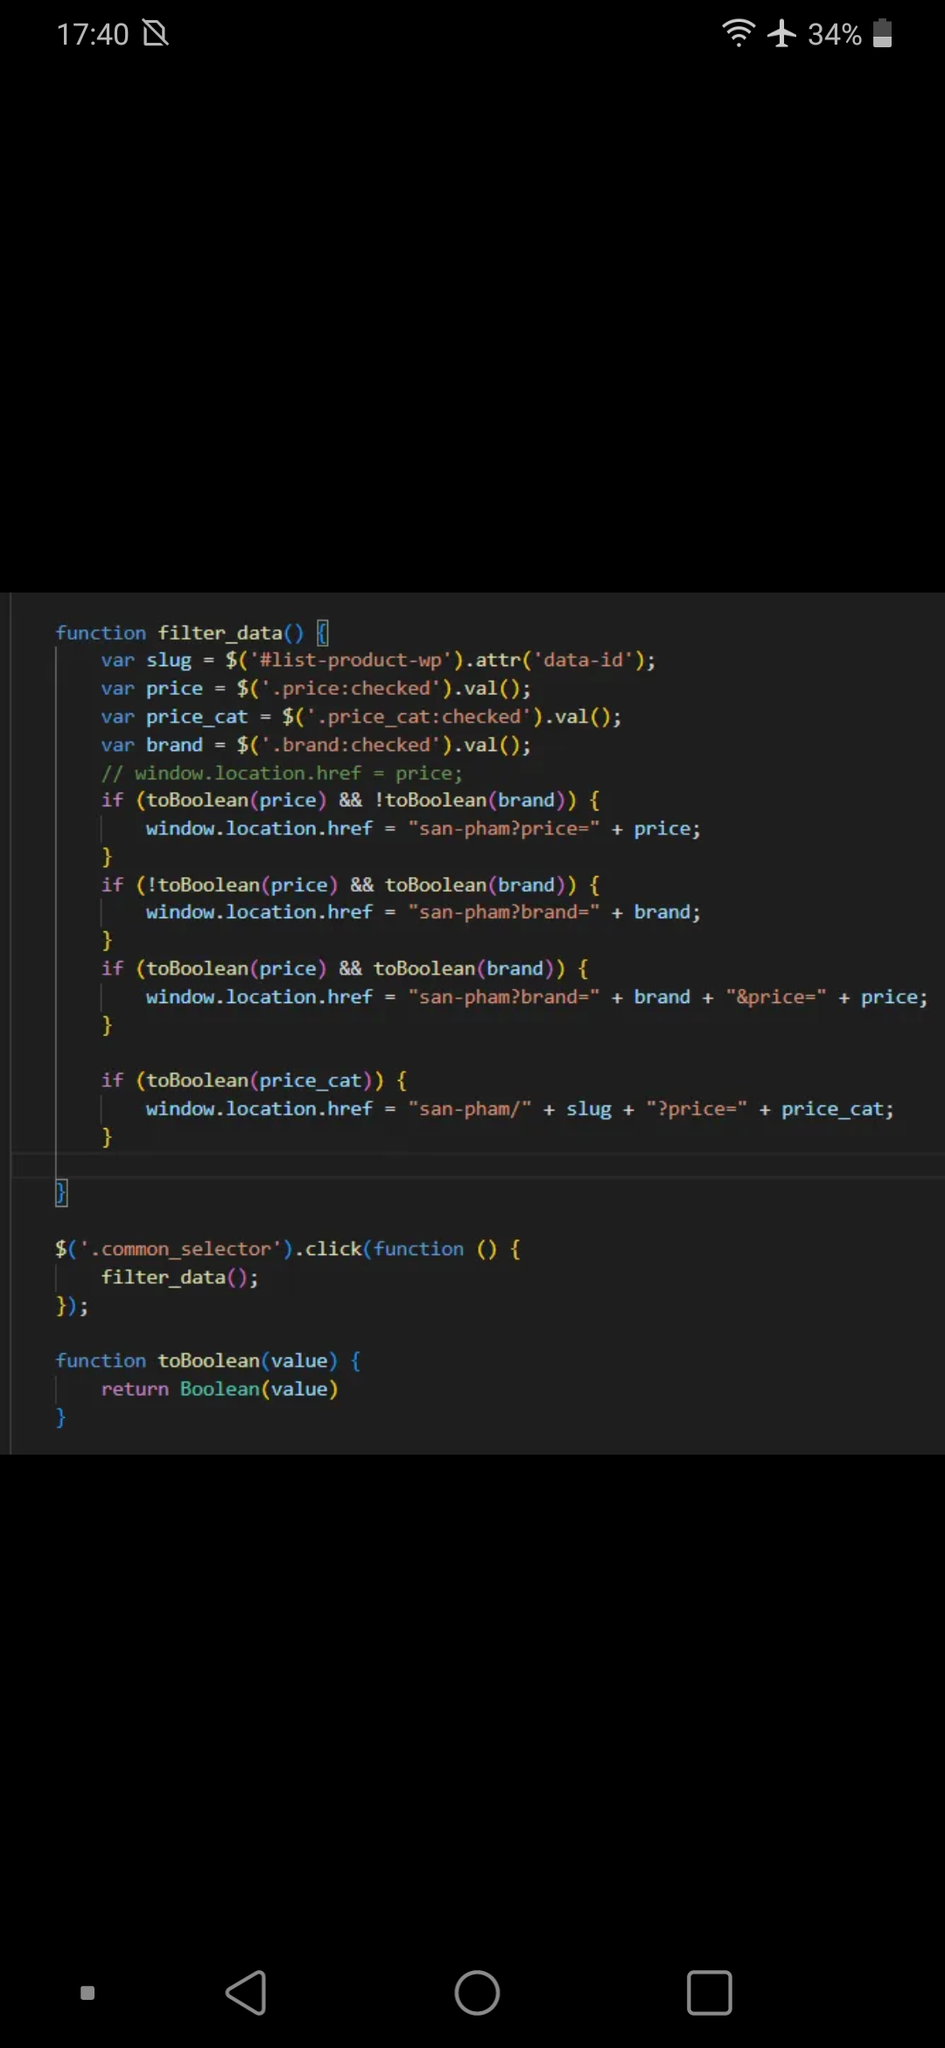 17:40 34%
function filter_data() {
    var slug = $('#list-product-wp').attr('data-id');
    var price = $('.price:checked').val();
    var price_cat = $('.price_cat:checked').val();
    var brand = $('.brand:checked').val();
    // window.location.href = price;
    if (toBoolean(price) && !toBoolean(brand)) {
        window.location.href = "san-pham?price=" + price;
    }
    if (!toBoolean(price) && toBoolean(brand)) {
        window.location.href = "san-pham?brand=" + brand;
    }
    if (toBoolean(price) && toBoolean(brand)) {
        window.location.href = "san-pham?brand=" + brand + "&price=" + price;
    }
    if (toBoolean(price_cat)) {
        window.location.href = "san-pham/" + slug + "?price=" + price_cat;
    }
}
$('.common_selector').click(function () {
    filter_data();
});
function toBoolean(value) {
    return Boolean(value)
}